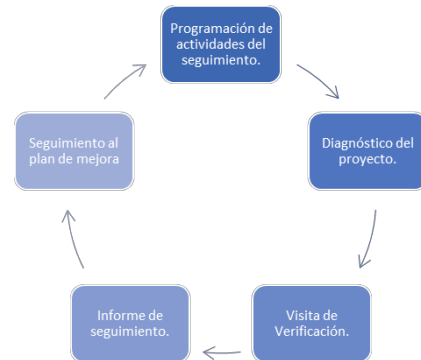 Programación de
actividades del
seguimiento.
Diagnóstico del
proyecto.
Visita de
Verificación.
Informe de
seguimiento.
Seguimiento al
plan de mejora